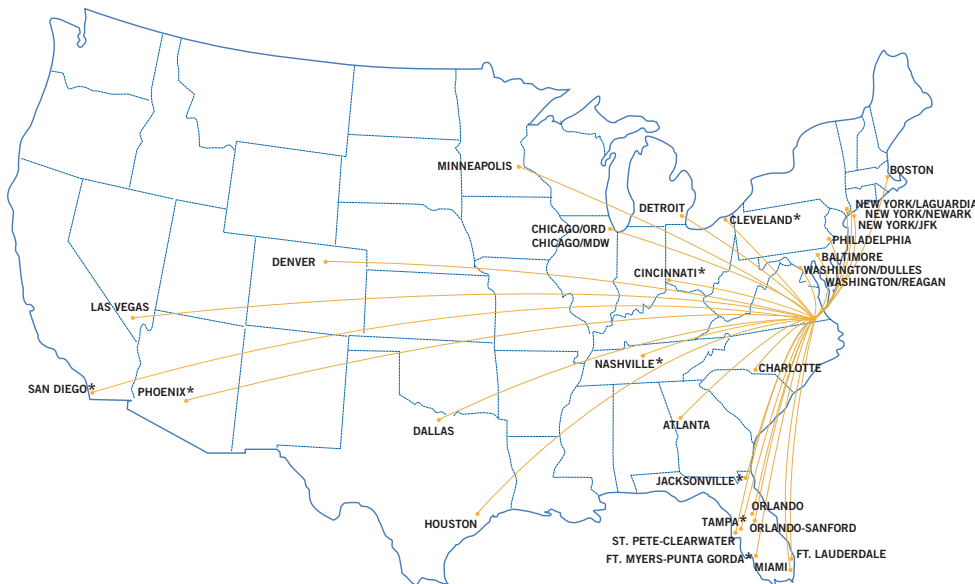 MINNEAPOLIS
BOSTON
DETROIT
CLEVELAND*
NEW YORK/LAGUARDIA
NEW YORK/NEWARK
NEW YORK/JFK
CHICAGO/ORD
CHICAGO/MDW
PHILADELPHIA
BALTIMORE
DENVER
CINCINNATI*
WASHINGTON/DULLES
WASHINGTON/REAGAN
LAS VEGAS
NASHVILLE*
CHARLOTTE
SAN DIEGO*
PHOENIX*
DALLAS
ATLANTA
JACKSONVILLE*
ORLANDO
HOUSTON
TAMPA*
ORLANDO-SANFORD
ST. PETE-CLEARWATER
FT. MYERS-PUNTA GORDA*
FT. LAUDERDALE
MIAMI